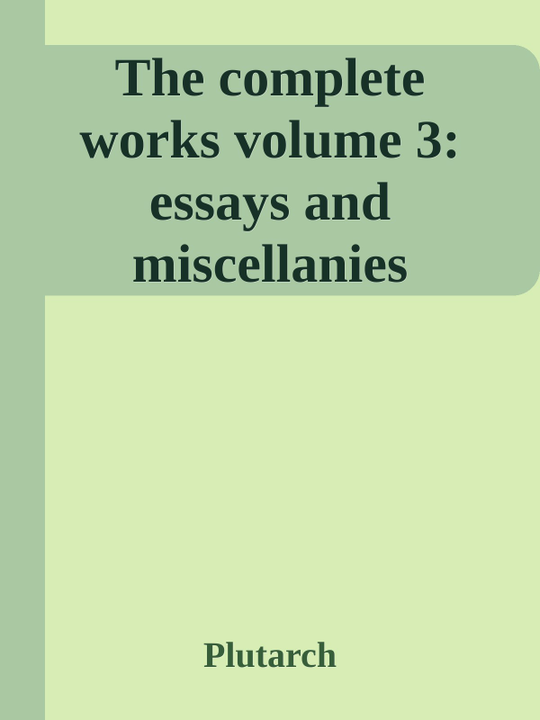 The complete
works volume 3:
essays and
miscellanies
Plutarch